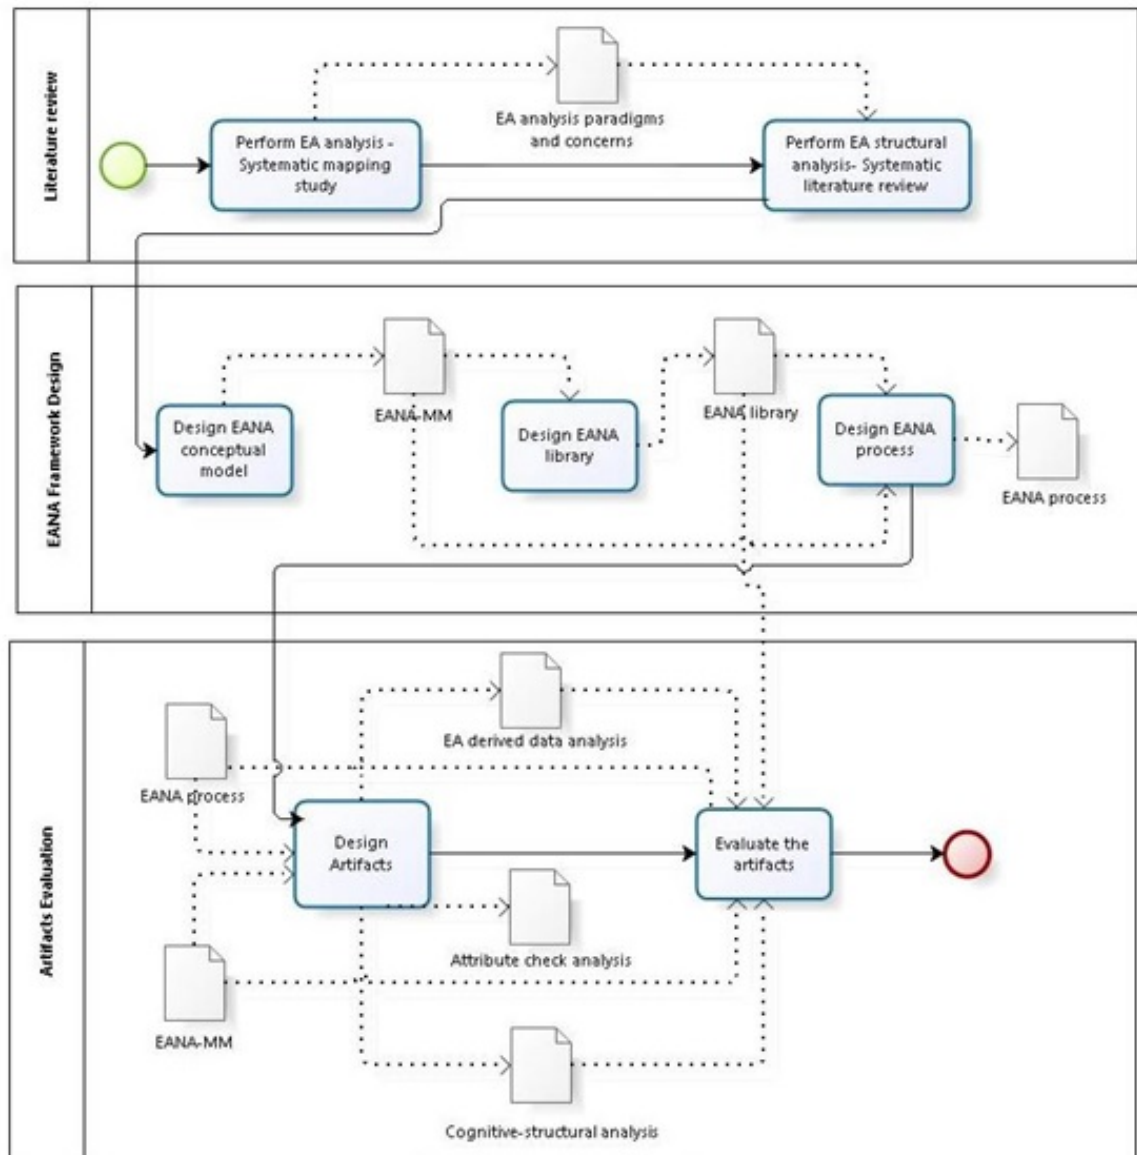 Literature review
EA analysis paradigms
and concerns
Perform EA analysis -
Systematic mapping
study
Perform EA structural
analysis- Systematic
literature Review
EANA Framework Design
EANA-MM
EANA library
Design EANA
conceptual
model
Design EANA
library
Design EANA
process
EANA process
Artifacts Evaluation
EA derived data analysis
EANA process
Design
Artifacts
Evaluate the
artifacts
Attribute check analysis
EANA-MM
Cognitive-structural analysis